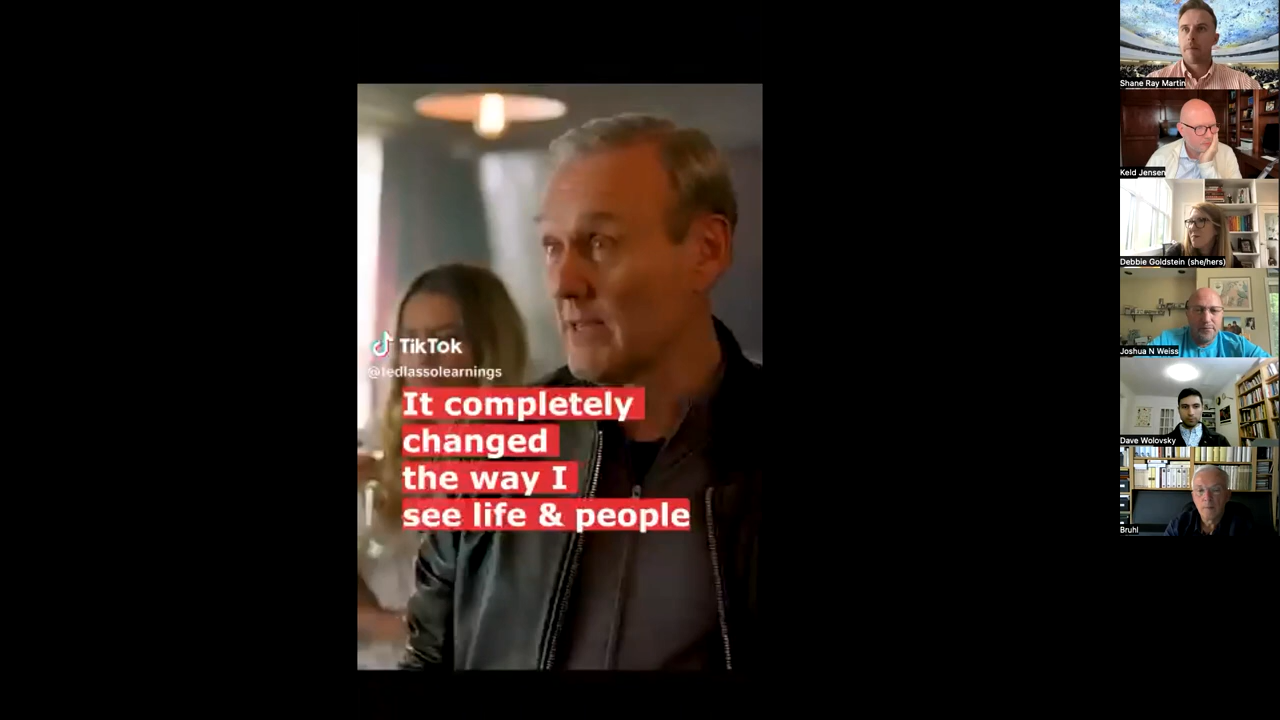 TikTok
@tedlassolearnings
It completely
changed
the way I
see life & people
Shane Ray Martin
Keld Jensen
Debbie Goldstein (she/hers)
Joshua N Weiss
Dave Wolovsky
Bruhl